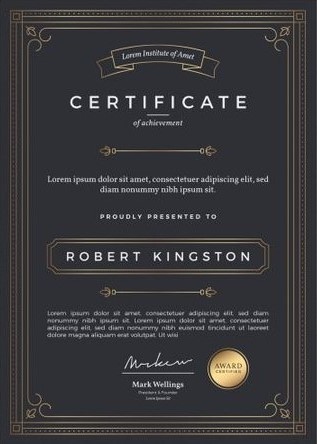 Lorem Institute of Amet
CERTIFICATE
of achievement
Lorem ipsum dolor sit amet, consectetuer adipiscing elit, sed
diam nonummy nibh ipsum sit.
PROUDLY PRESENTED TO
ROBERT KINGSTON
Lorem ipsum dolor sit amet, consectetuer adipiscing elit, sed diam
nonummy nibh ipsum sit. Lorem ipsum dolor sit amet, consectetuer
adipiscing elit, sed diam nonummy nibh euismod tincidunt ut laoreet dolore
magna aliquam erat volutpat. Ut wisi
Mark Wellings
President & Founder
Lorem Ipsum Sit
AWARD
CERTIFIED